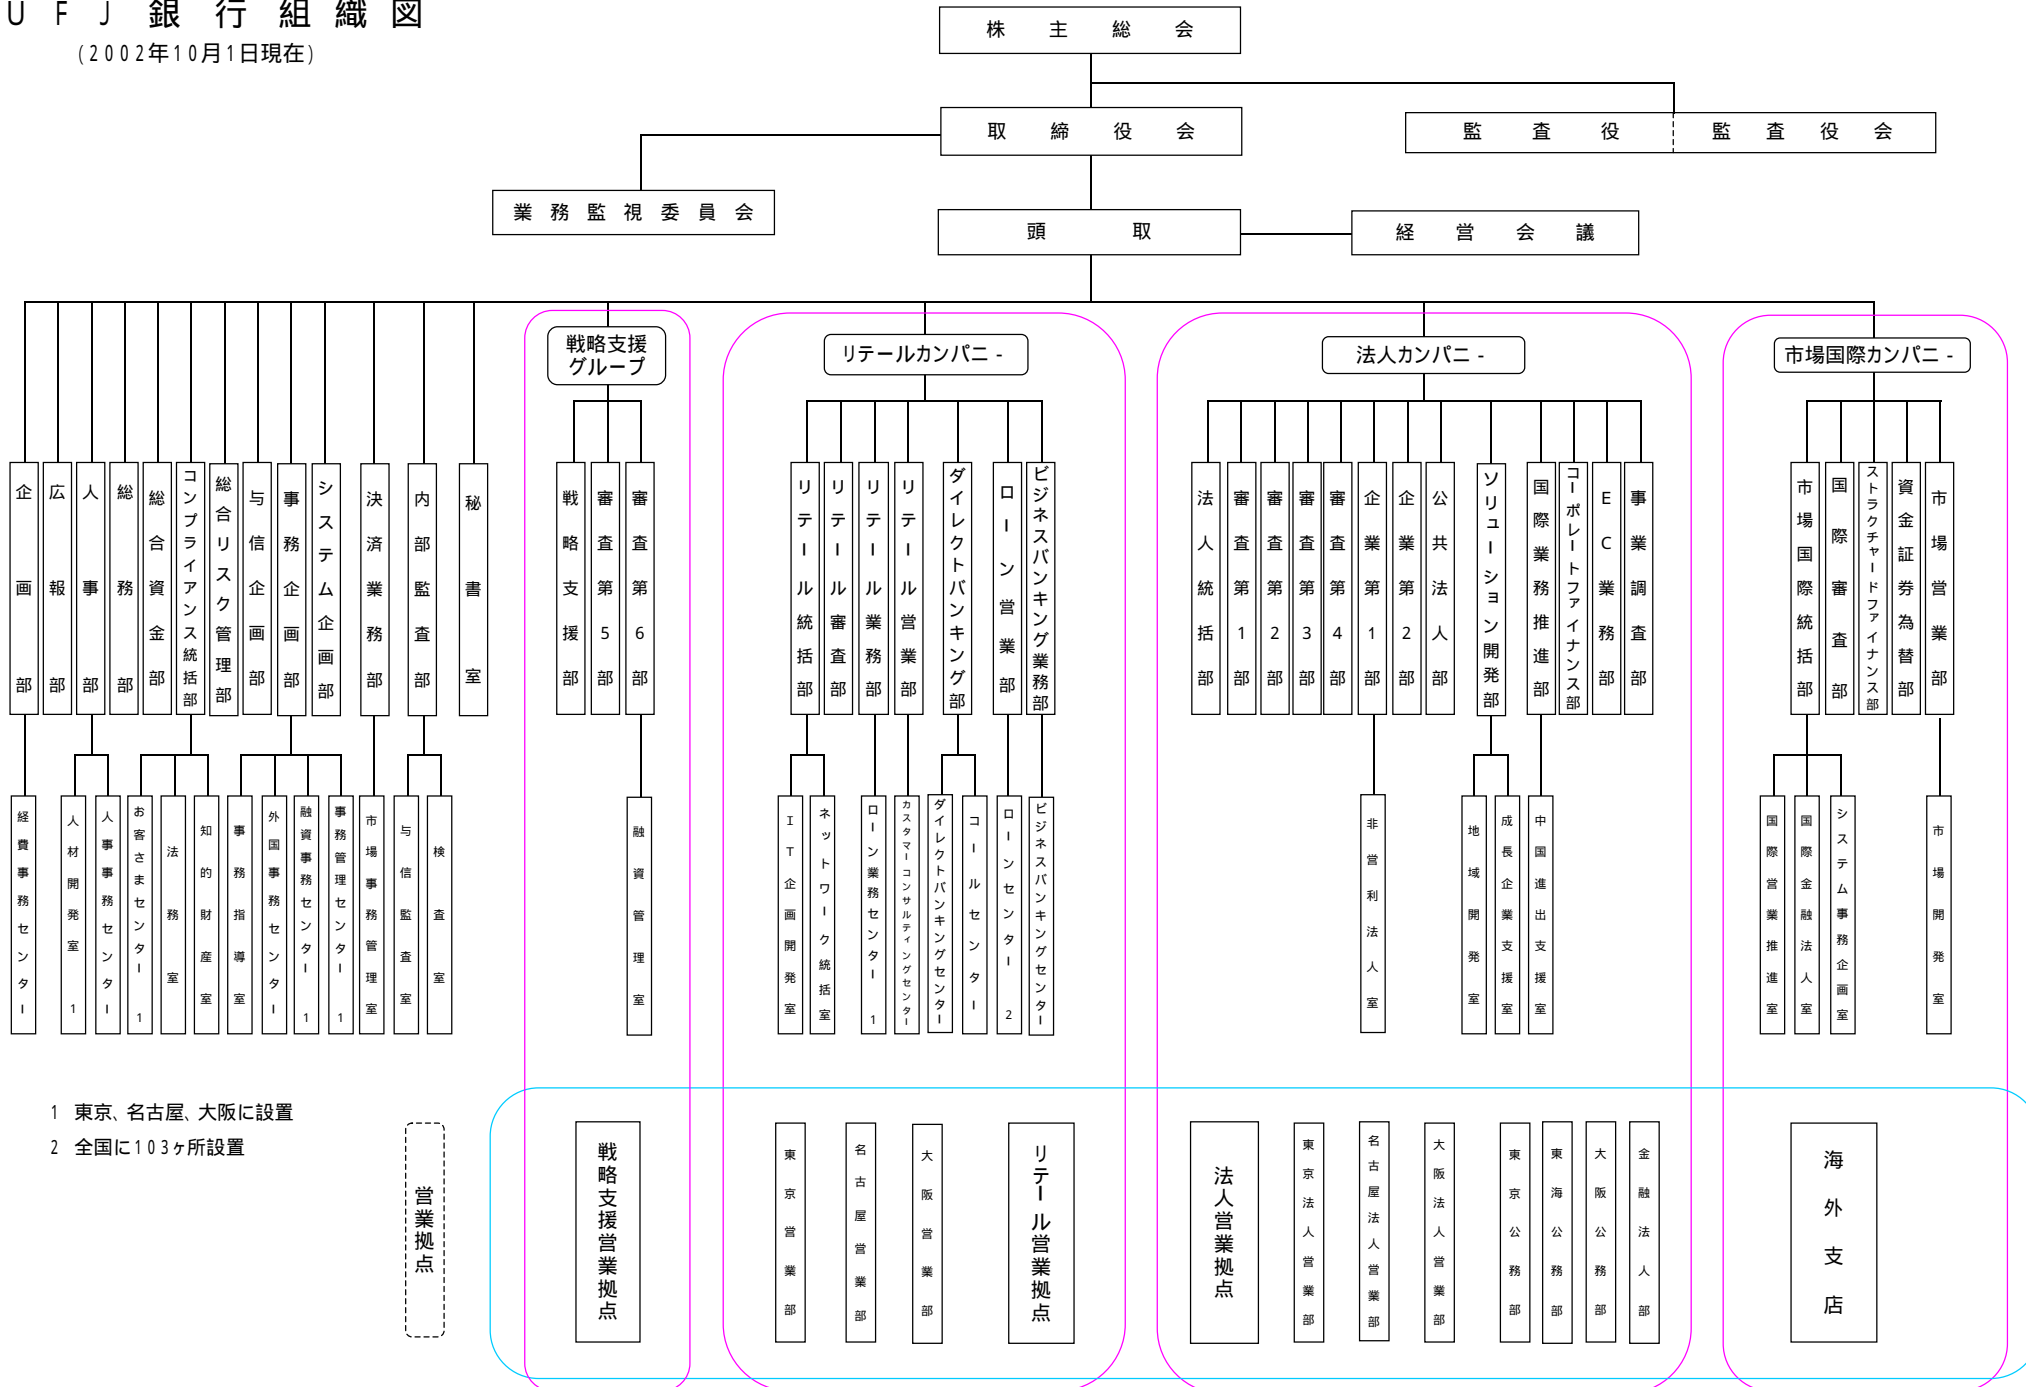 UFJ銀行組織図
(2002年10月1日現在)
株主総会
取締役会
監査役
監査役会
業務監視委員会
頭取
経営会議
戦略支援
グループ
リテールカンパニ-
法人カンパニ-
市場国際カンパニ-
企画部
広報部
人事部
総務部
総合資金部
コンプライアンス統括部
総合リスク管理部
与信企画部
事務企画部
システム企画部
決済業務部
内部監査部
秘書室
戦略支援部
審査第5部
審査第6部
リテール統括部
リテール審査部
リテール業務部
リテール営業部
ダイレクトバンキング部
ローン営業部
ビジネスバンキング業務部
法人統括部
審査第1部
審査第2部
審査第3部
審査第4部
企業第1部
企業第2部
公共法人部
ソリューション開発部
国際業務推進部
コーポレートファイナンス部
EC業務部
事業調査部
市場国際統括部
国際審査部
ストラクチャードファイナンス部
資金証券為替部
市場営業部
経費事務センター
人材開発室 1
人事事務センター
お客さまセンター 1
法務室
知的財産室
事務指導室
外国事務センター
融資事務センター 1
事務管理センター 1
市場事務管理室
与信監査室
検査室
融資管理室
IT企画開発室
ネットワーク統括室
ローン業務センター 1
カスタマーコンサルティングセンター
ダイレクトバンキングセンター
コールセンター
ローンセンター 2
ビジネスバンキングセンター
非営利法人室
地域開発室
成長企業支援室
中国進出支援室
国際営業推進室
国際金融法人室
システム事務企画室
市場開発室
1 東京、名古屋、大阪に設置
2 全国に103ヶ所設置
営業拠点
戦略支援営業拠点
東京営業部
名古屋営業部
大阪営業部
リテール営業拠点
法人営業拠点
東京法人営業部
名古屋法人営業部
大阪法人営業部
東京公務部
東海公務部
大阪公務部
金融法人部
海外支店